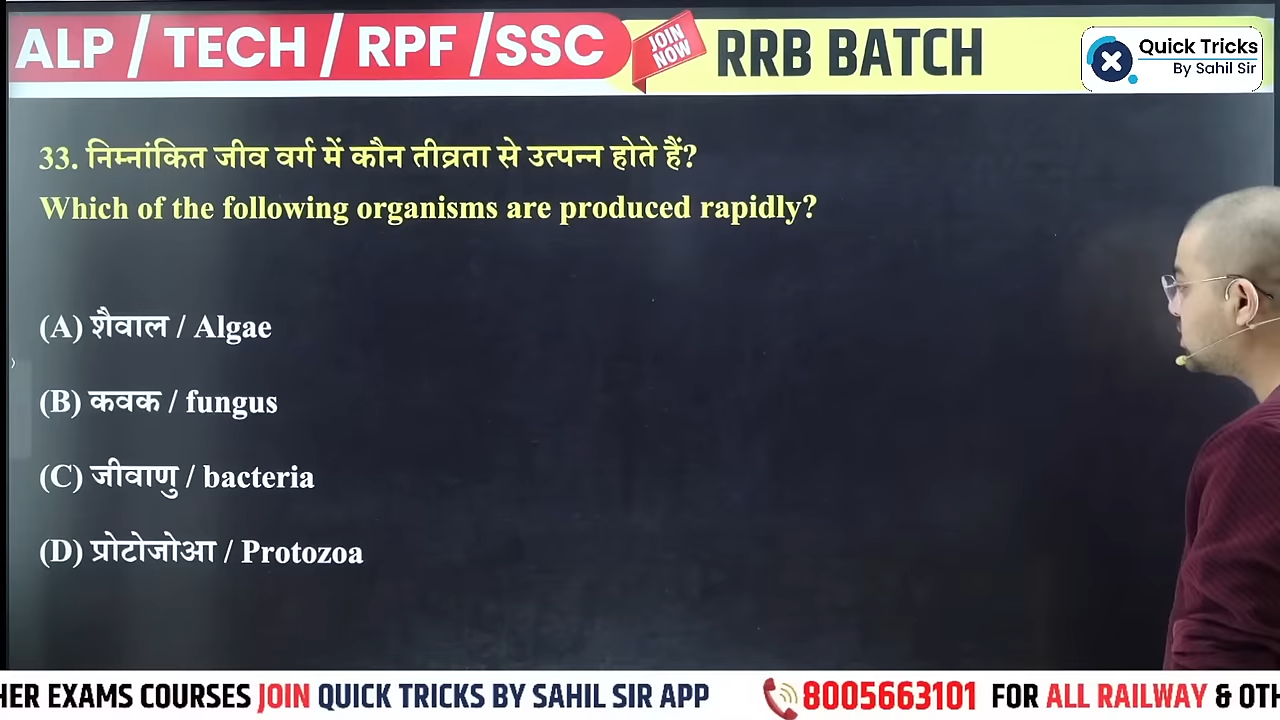 ALP / TECH / RPF / SSC
JOIN NOW
RRB BATCH
Quick Tricks
By Sahil Sir
33. निम्नांकित जीव वर्ग में कौन तीव्रता से उत्पन्न होते हैं?
Which of the following organisms are produced rapidly?
(A) शैवाल / Algae
(B) कवक / fungus
(C) जीवाणु / bacteria
(D) प्रोटोजोआ / Protozoa
HER EXAMS COURSES JOIN QUICK TRICKS BY SAHIL SIR APP 8005663101 FOR ALL RAILWAY & OTH